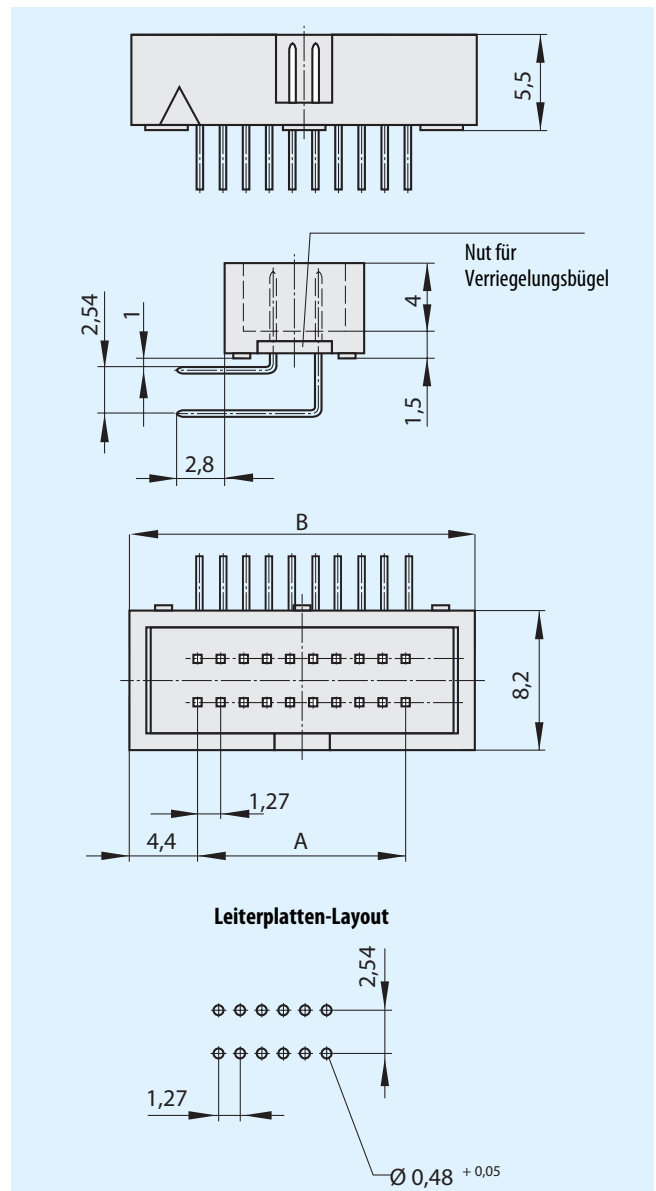 5,5
Nut für
Verriegelungsbügel
2,54
1
4
1,5
2,8
B
8,2
1,27
4,4
A
Leiterplatten-Layout
2,54
1,27
Ø 0,48 + 0,05